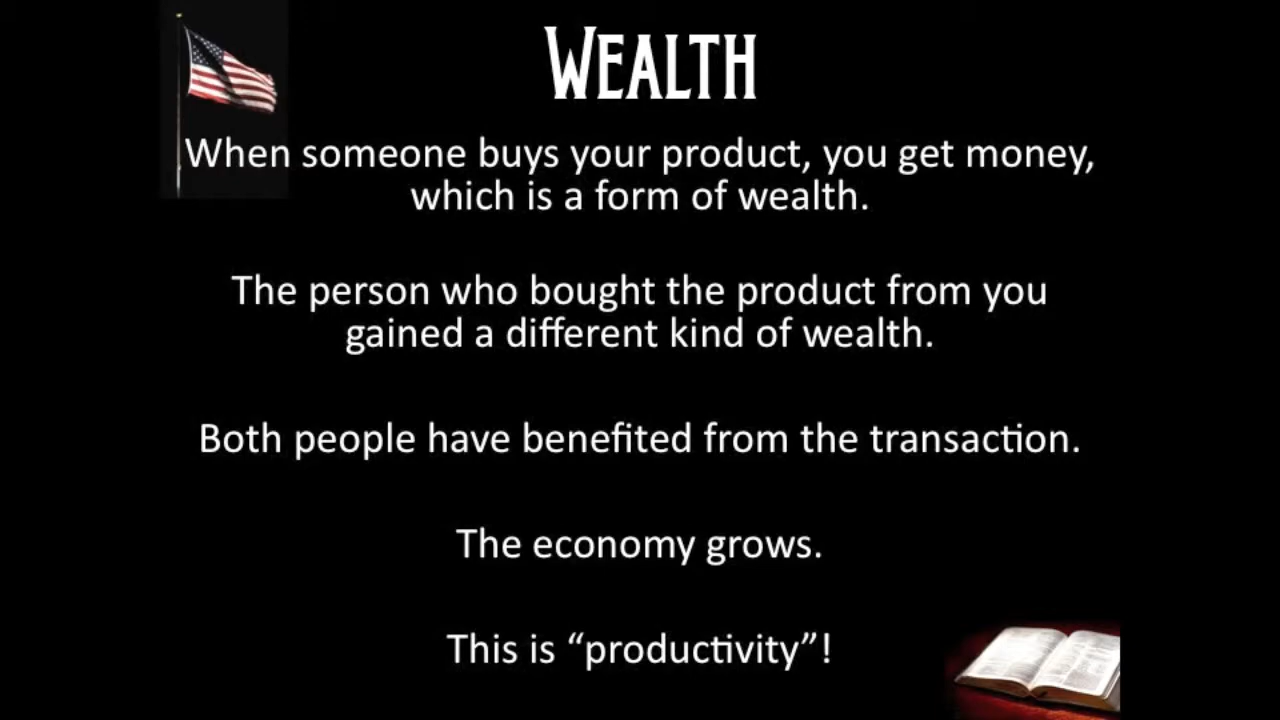 WEALTH
When someone buys your product, you get money,
which is a form of wealth.
The person who bought the product from you
gained a different kind of wealth.
Both people have benefited from the transaction.
The economy grows.
This is “productivity”!